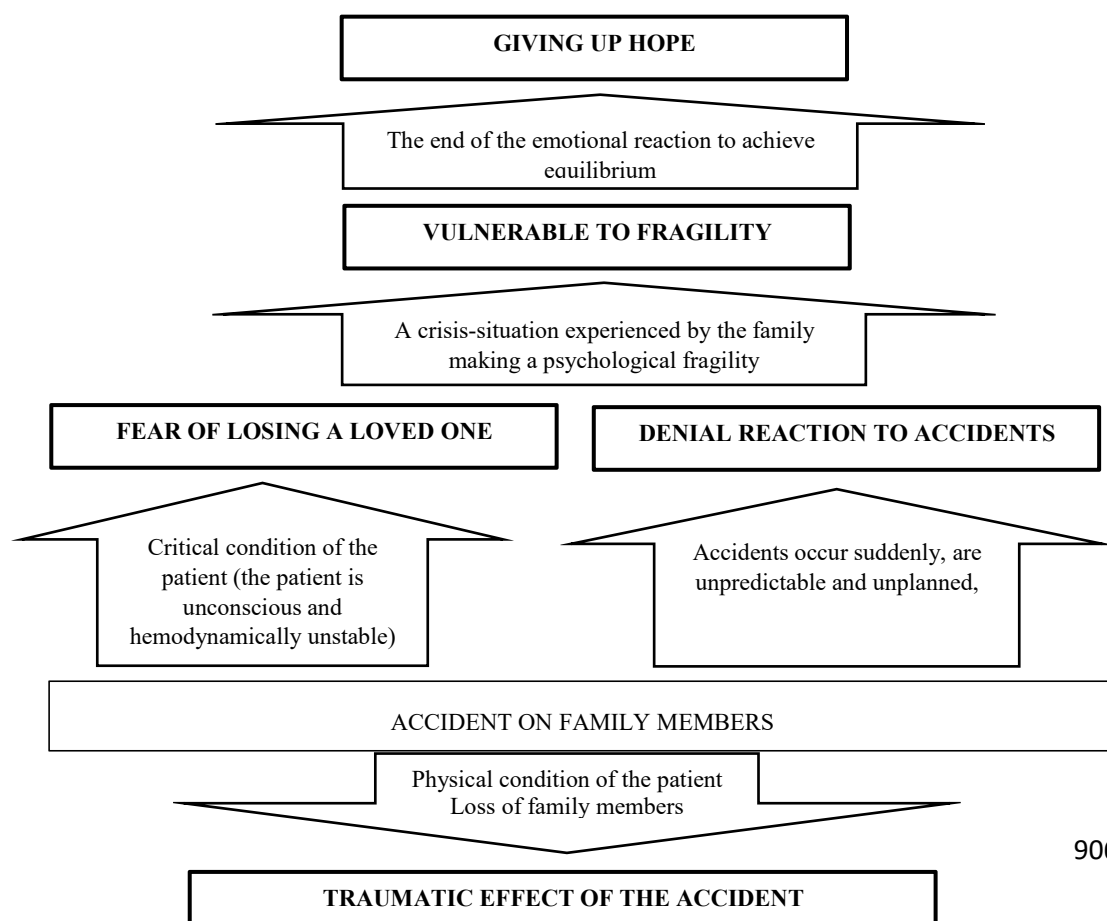 GIVING UP HOPE
The end of the emotional reaction to achieve
equilibrium
VULNERABLE TO FRAGILITY
A crisis-situation experienced by the family
making a psychological fragility
FEAR OF LOSING A LOVED ONE
DENIAL REACTION TO ACCIDENTS
Critical condition of the
patient (the patient is
unconscious and
hemodynamically unstable)
Accidents occur suddenly, are
unpredictable and unplanned,
ACCIDENT ON FAMILY MEMBERS
Physical condition of the patient
Loss of family members
TRAUMATIC EFFECT OF THE ACCIDENT